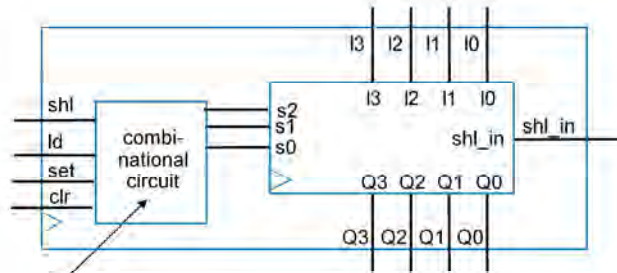 I3 I2 I1 I0
shl
ld
set
clr
combi-
national
circuit
s2
s1
s0
I3 I2 I1 I0
shl_in
shl_in
Q3 Q2 Q1 Q0
Q3 Q2 Q1 Q0